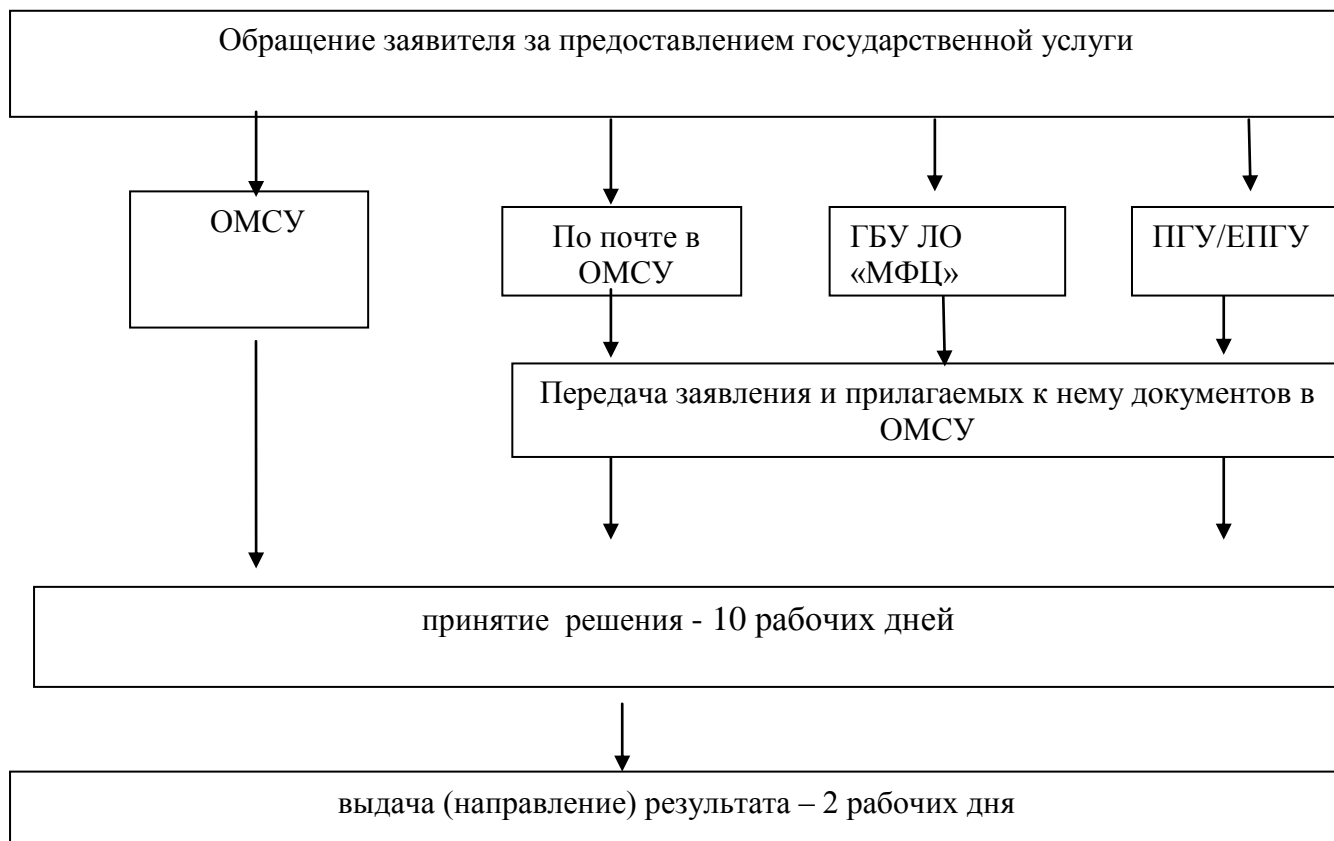 Обращение заявителя за предоставлением государственной услуги
ОМСУ
По почте в
ОМСУ
ГБУ ЛО
«МФЦ»
ПГУ/ЕПГУ
Передача заявления и прилагаемых к нему документов в
ОМСУ
принятие решения - 10 рабочих дней
выдача (направление) результата – 2 рабочих дня